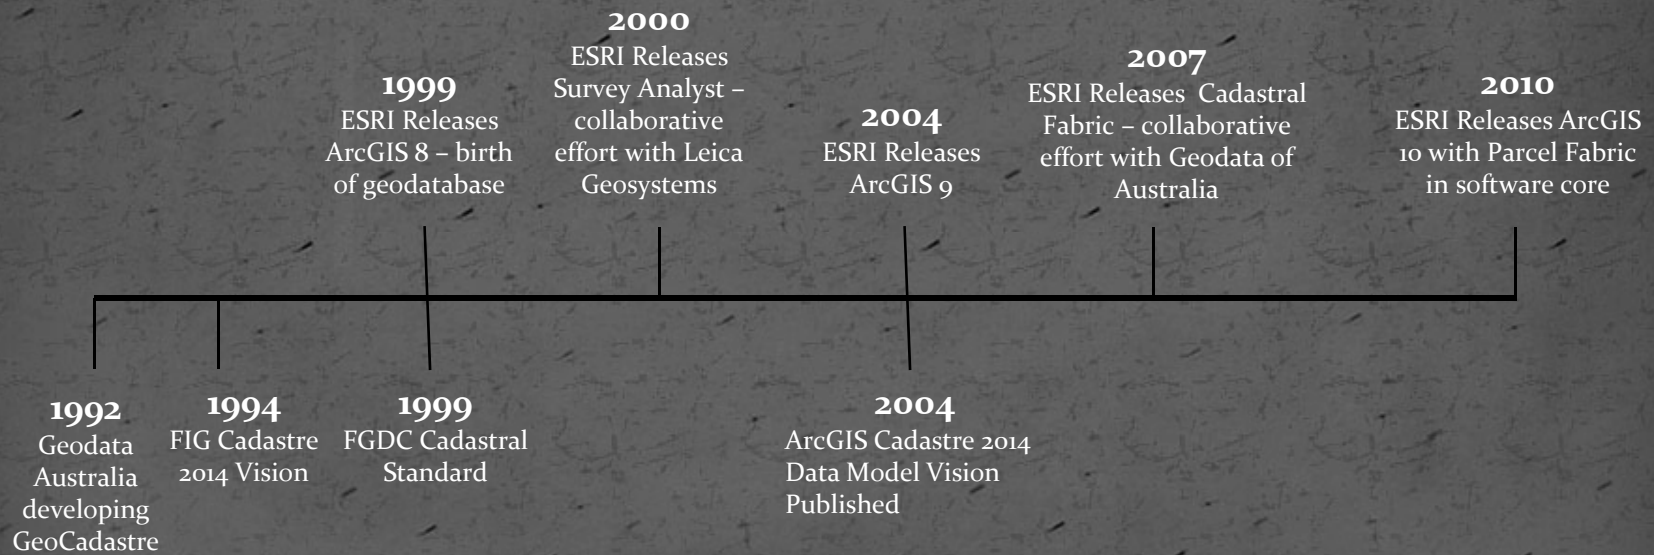 1999
ESRI Releases
ArcGIS 8 – birth
of geodatabase
2000
ESRI Releases
Survey Analyst –
collaborative
effort with Leica
Geosystems
2004
ESRI Releases
ArcGIS 9
2007
ESRI Releases  Cadastral
Fabric – collaborative
effort with Geodata of
Australia
2010
ESRI Releases ArcGIS
10 with Parcel Fabric
in software core
1992
Geodata
Australia
developing
GeoCadastre
1994
FIG Cadastre
2014 Vision
1999
FGDC Cadastral
Standard
2004
ArcGIS Cadastre 2014
Data Model Vision
Published